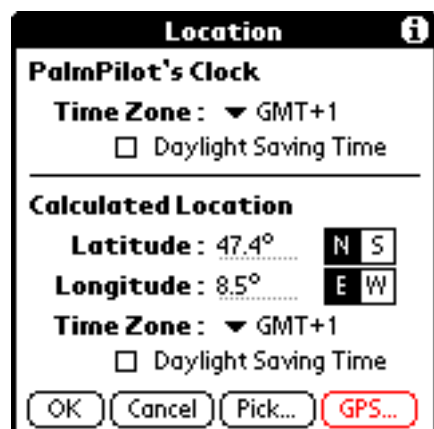 Location i
PalmPilot's Clock
Time Zone : GMT+1
Daylight Saving Time
Calculated Location
Latitude : 47.4° N S
Longitude : 8.5° E W
Time Zone : GMT+1
Daylight Saving Time
OK Cancel Pick... GPS...